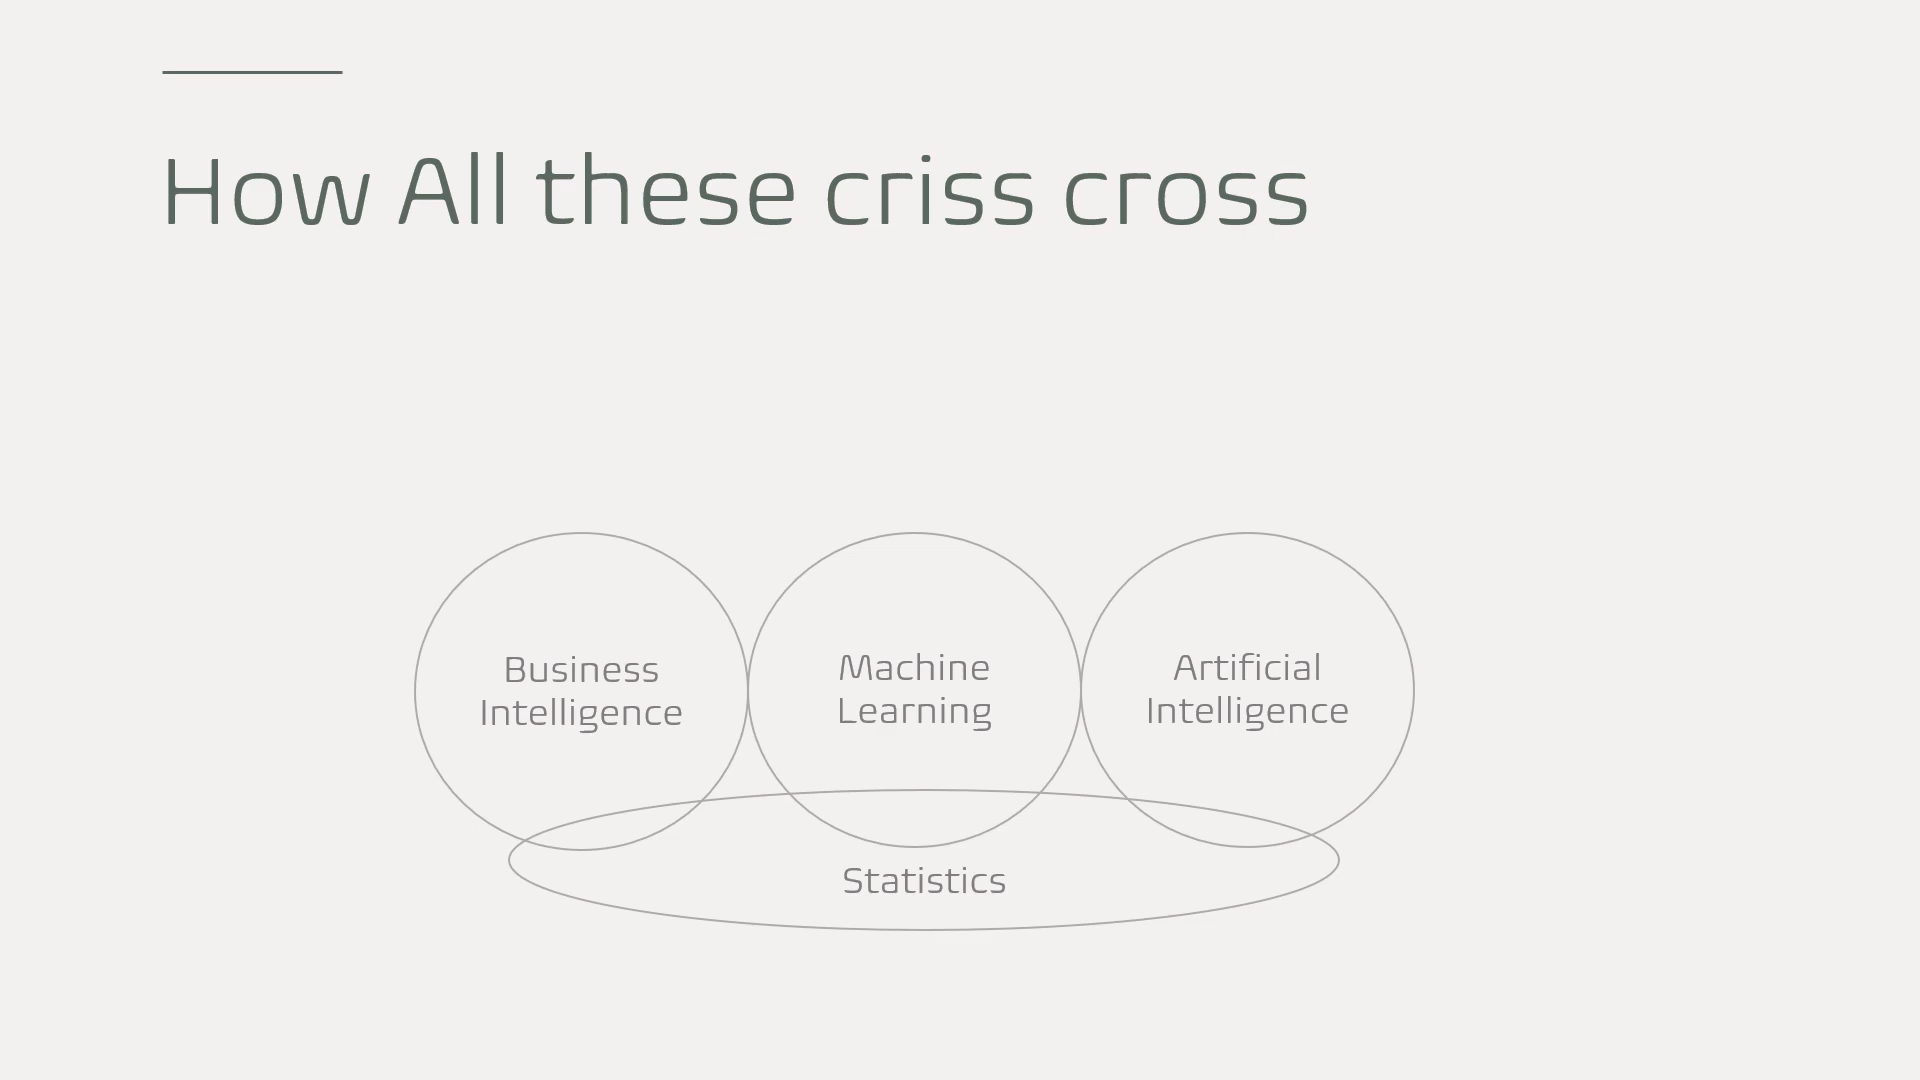 How All these criss cross
Business
Intelligence
Machine
Learning
Artificial
Intelligence
Statistics